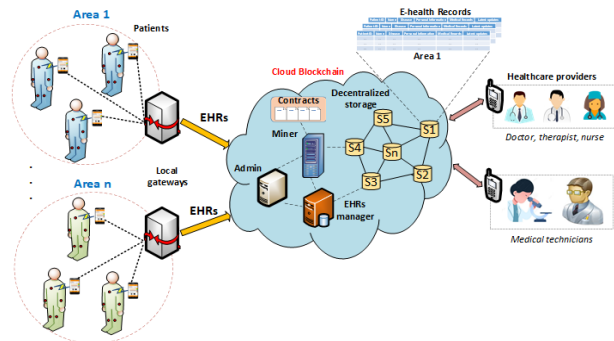 Area 1
Patients
E-health Records
Area 1
Healthcare providers
Doctor, therapist, nurse
Cloud Blockchain
Contracts
Decentralized
storage
EHRs
Miner
S5
S1
S4
Sn
Admin
S3
S2
Local
gateways
Area n
EHRs
EHRs
manager
Medical technicians